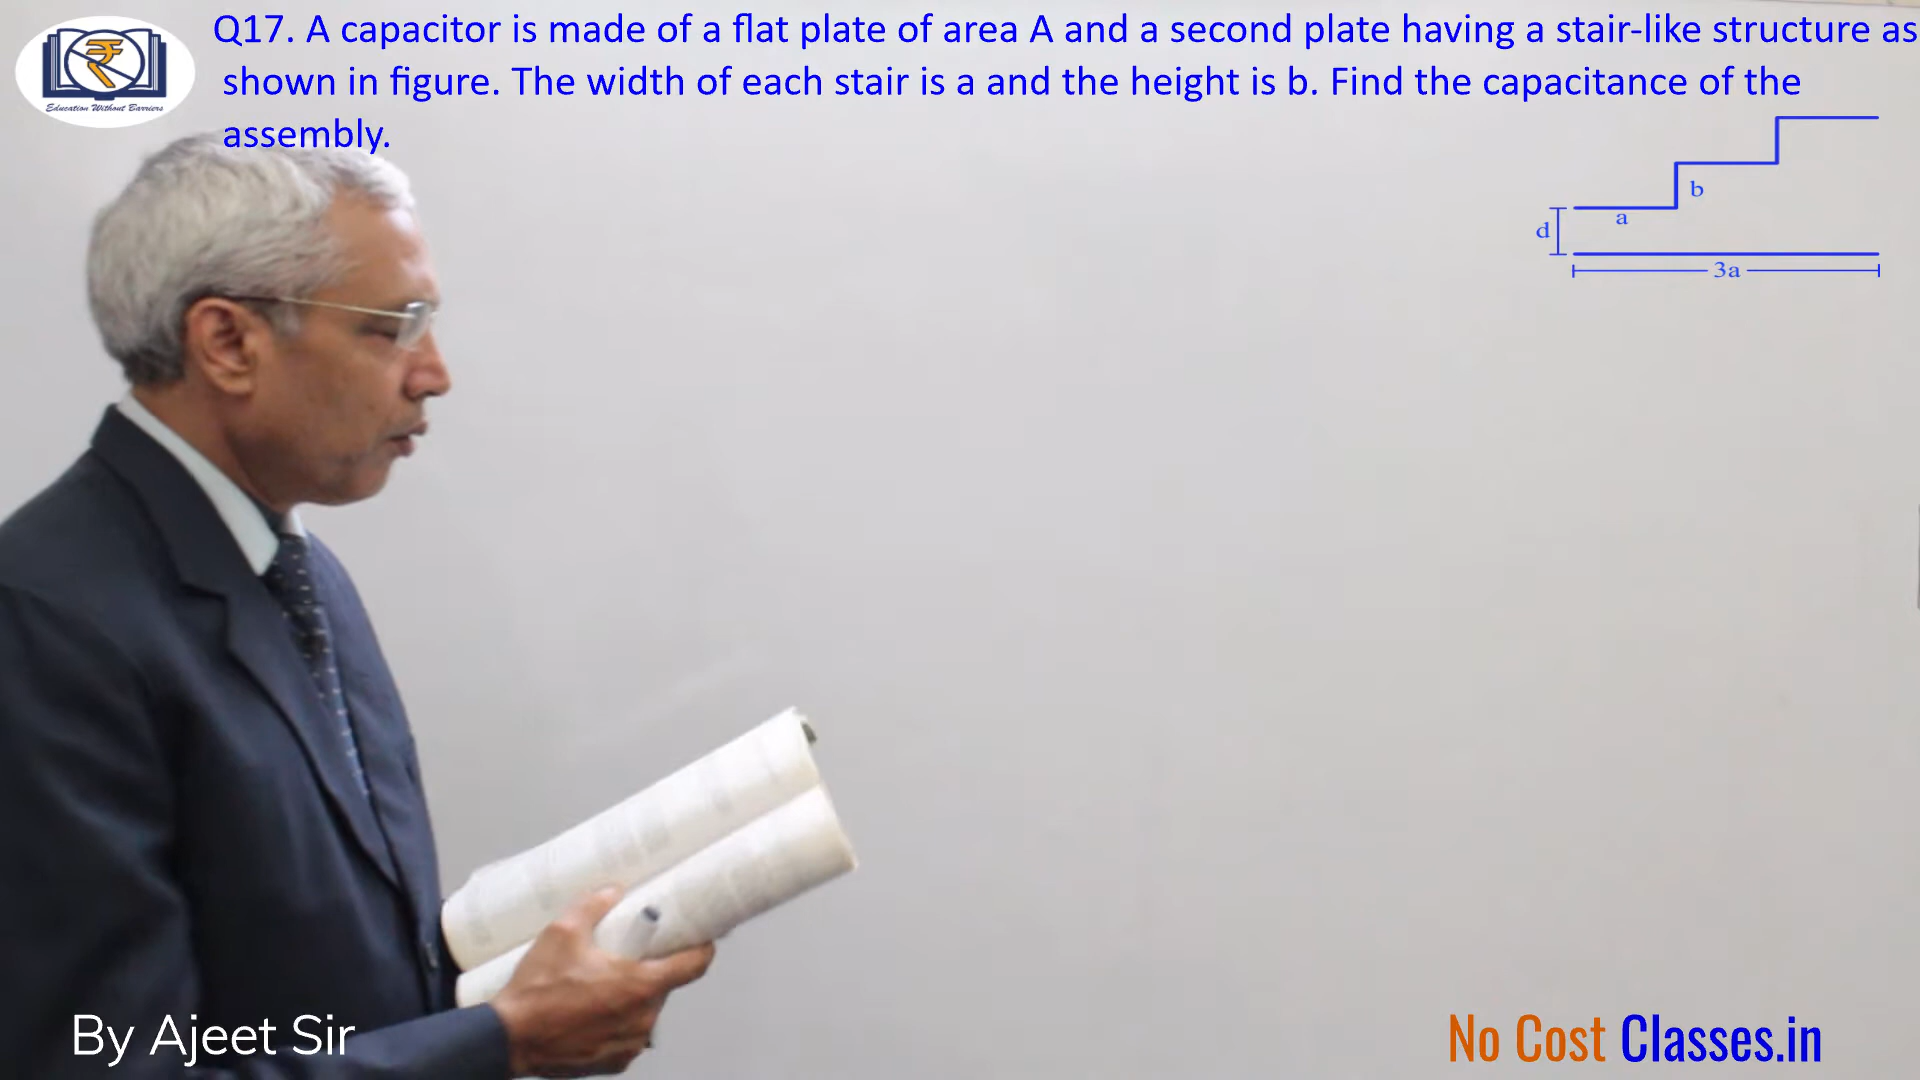 Q17. A capacitor is made of a flat plate of area A and a second plate having a stair-like structure as
shown in figure. The width of each stair is a and the height is b. Find the capacitance of the
assembly.
Education Without Barriers
b
a
d
3a
By Ajeet Sir
No Cost Classes.in